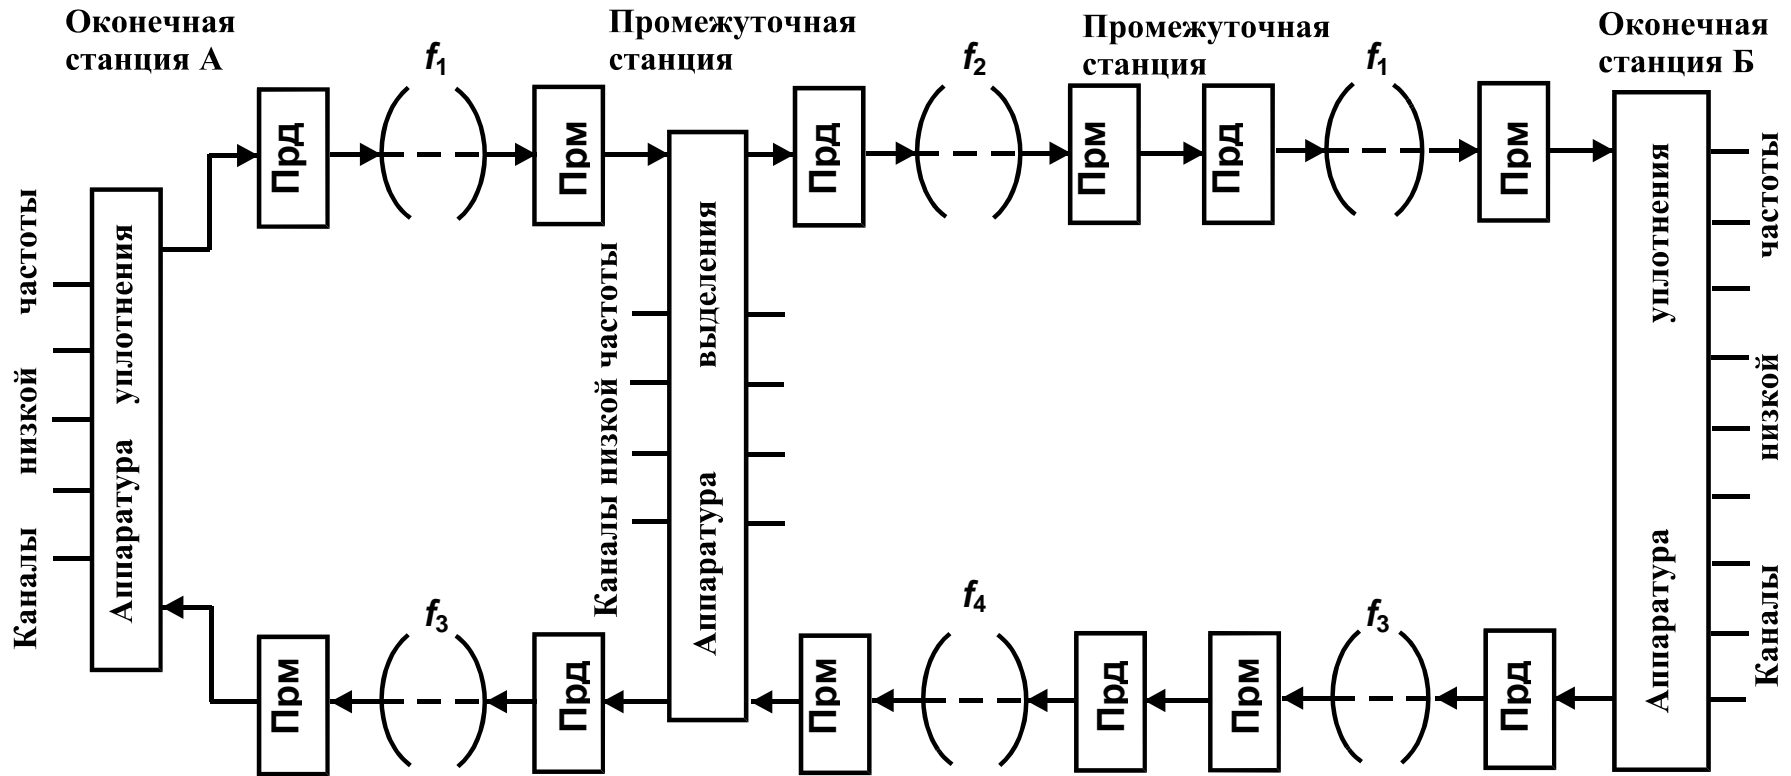 Оконечная
станция А
Промежуточная
станция
Промежуточная
станция
Оконечная
станция Б
f1
f2
f1
Прд
Прм
Прд
Прм
Прд
Прм
Каналы низкой частоты
Аппаратура уплотнения
Каналы низкой частоты
Аппаратура выделения
Аппаратура уплотнения
Каналы низкой частоты
f3
f4
f3
Прм
Прд
Прм
Прд
Прм
Прд